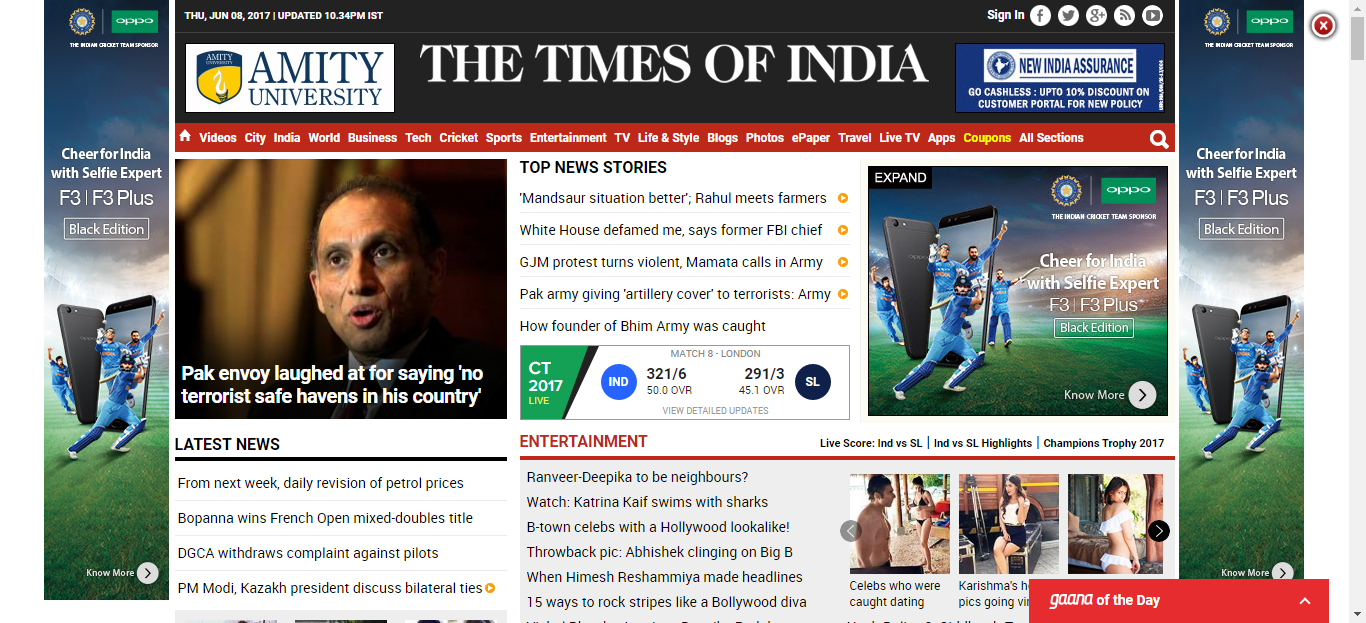 THU, JUN 08, 2017 | UPDATED 10.34PM IST
Sign In
AMITY UNIVERSITY
THE TIMES OF INDIA
NEW INDIA ASSURANCE
GO CASHLESS : UPTO 10% DISCOUNT ON
CUSTOMER PORTAL FOR NEW POLICY
Videos City India World Business Tech Cricket Sports Entertainment TV Life & Style Blogs Photos ePaper Travel Live TV Apps Coupons All Sections
oppo
THE INDIAN CRICKET TEAM SPONSOR
Cheer for India
with Selfie Expert
F3 | F3 Plus
Black Edition
Know More
Pak envoy laughed at for saying 'no
terrorist safe havens in his country'
LATEST NEWS
From next week, daily revision of petrol prices
Bopanna wins French Open mixed-doubles title
DGCA withdraws complaint against pilots
PM Modi, Kazakh president discuss bilateral ties
TOP NEWS STORIES
'Mandsaur situation better'; Rahul meets farmers
White House defamed me, says former FBI chief
GJM protest turns violent, Mamata calls in Army
Pak army giving 'artillery cover' to terrorists: Army
How founder of Bhim Army was caught
CT
2017
LIVE
MATCH 8 - LONDON
IND 321/6 291/3 SL
50.0 OVR 45.1 OVR
VIEW DETAILED UPDATES
EXPAND
oppo
THE INDIAN CRICKET TEAM SPONSOR
Cheer for India
with Selfie Expert
F3 | F3 Plus
Black Edition
Know More
ENTERTAINMENT
Live Score: Ind vs SL | Ind vs SL Highlights | Champions Trophy 2017
Ranveer-Deepika to be neighbours?
Watch: Katrina Kaif swims with sharks
B-town celebs with a Hollywood lookalike!
Throwback pic: Abhishek clinging on Big B
When Himesh Reshammiya made headlines
15 ways to rock stripes like a Bollywood diva
Celebs who were
caught dating
Karishma's h
pics going vir
gaana of the Day
oppo
THE INDIAN CRICKET TEAM SPONSOR
Cheer for India
with Selfie Expert
F3 | F3 Plus
Black Edition
Know More